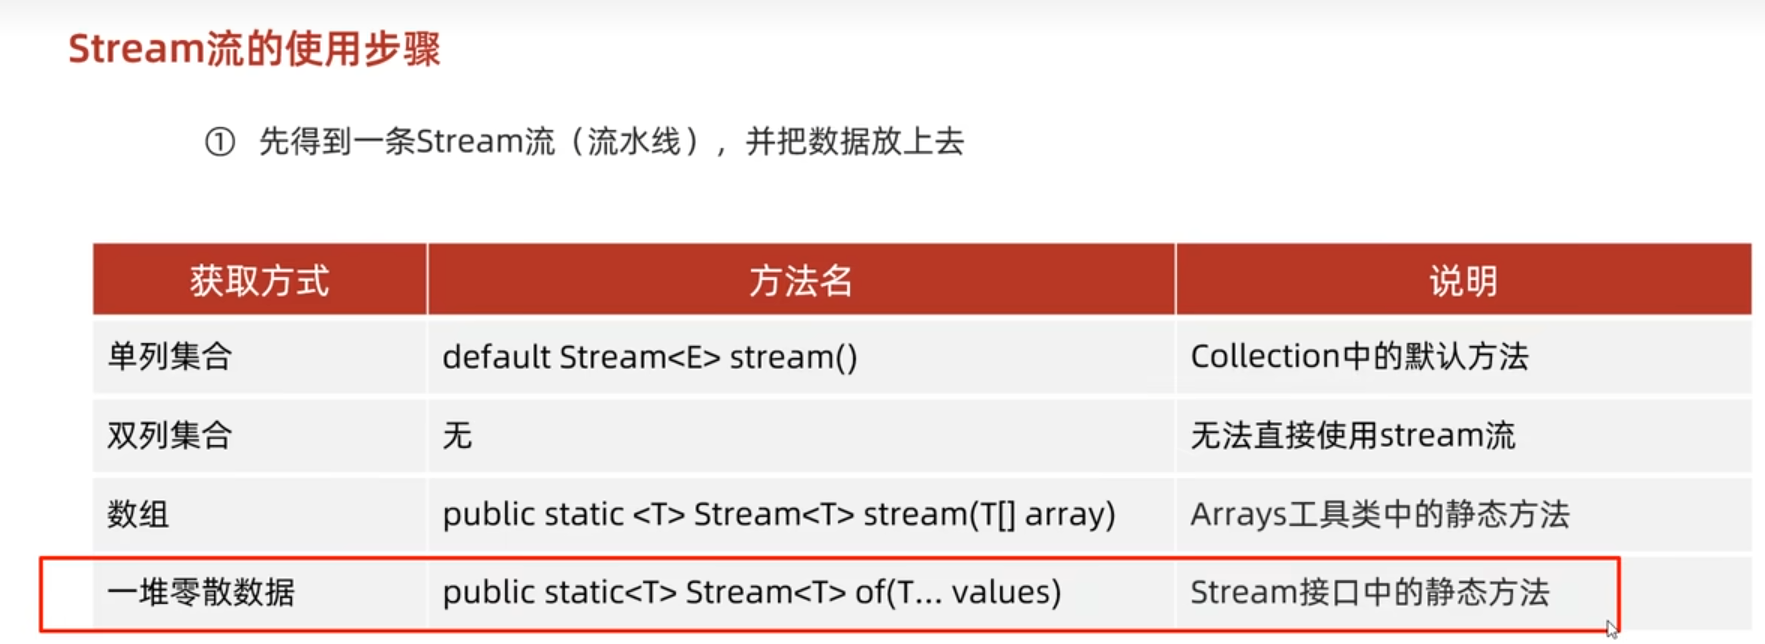 Stream流的使用步骤
① 先得到一条Stream流（流水线），并把数据放上去
获取方式 方法名 说明
单列集合 default Stream<E> stream() Collection中的默认方法
双列集合 无 无法直接使用stream流
数组 public static <T> Stream<T> stream(T[] array) Arrays工具类中的静态方法
一堆零散数据 public static<T> Stream<T> of(T... values) Stream接口中的静态方法